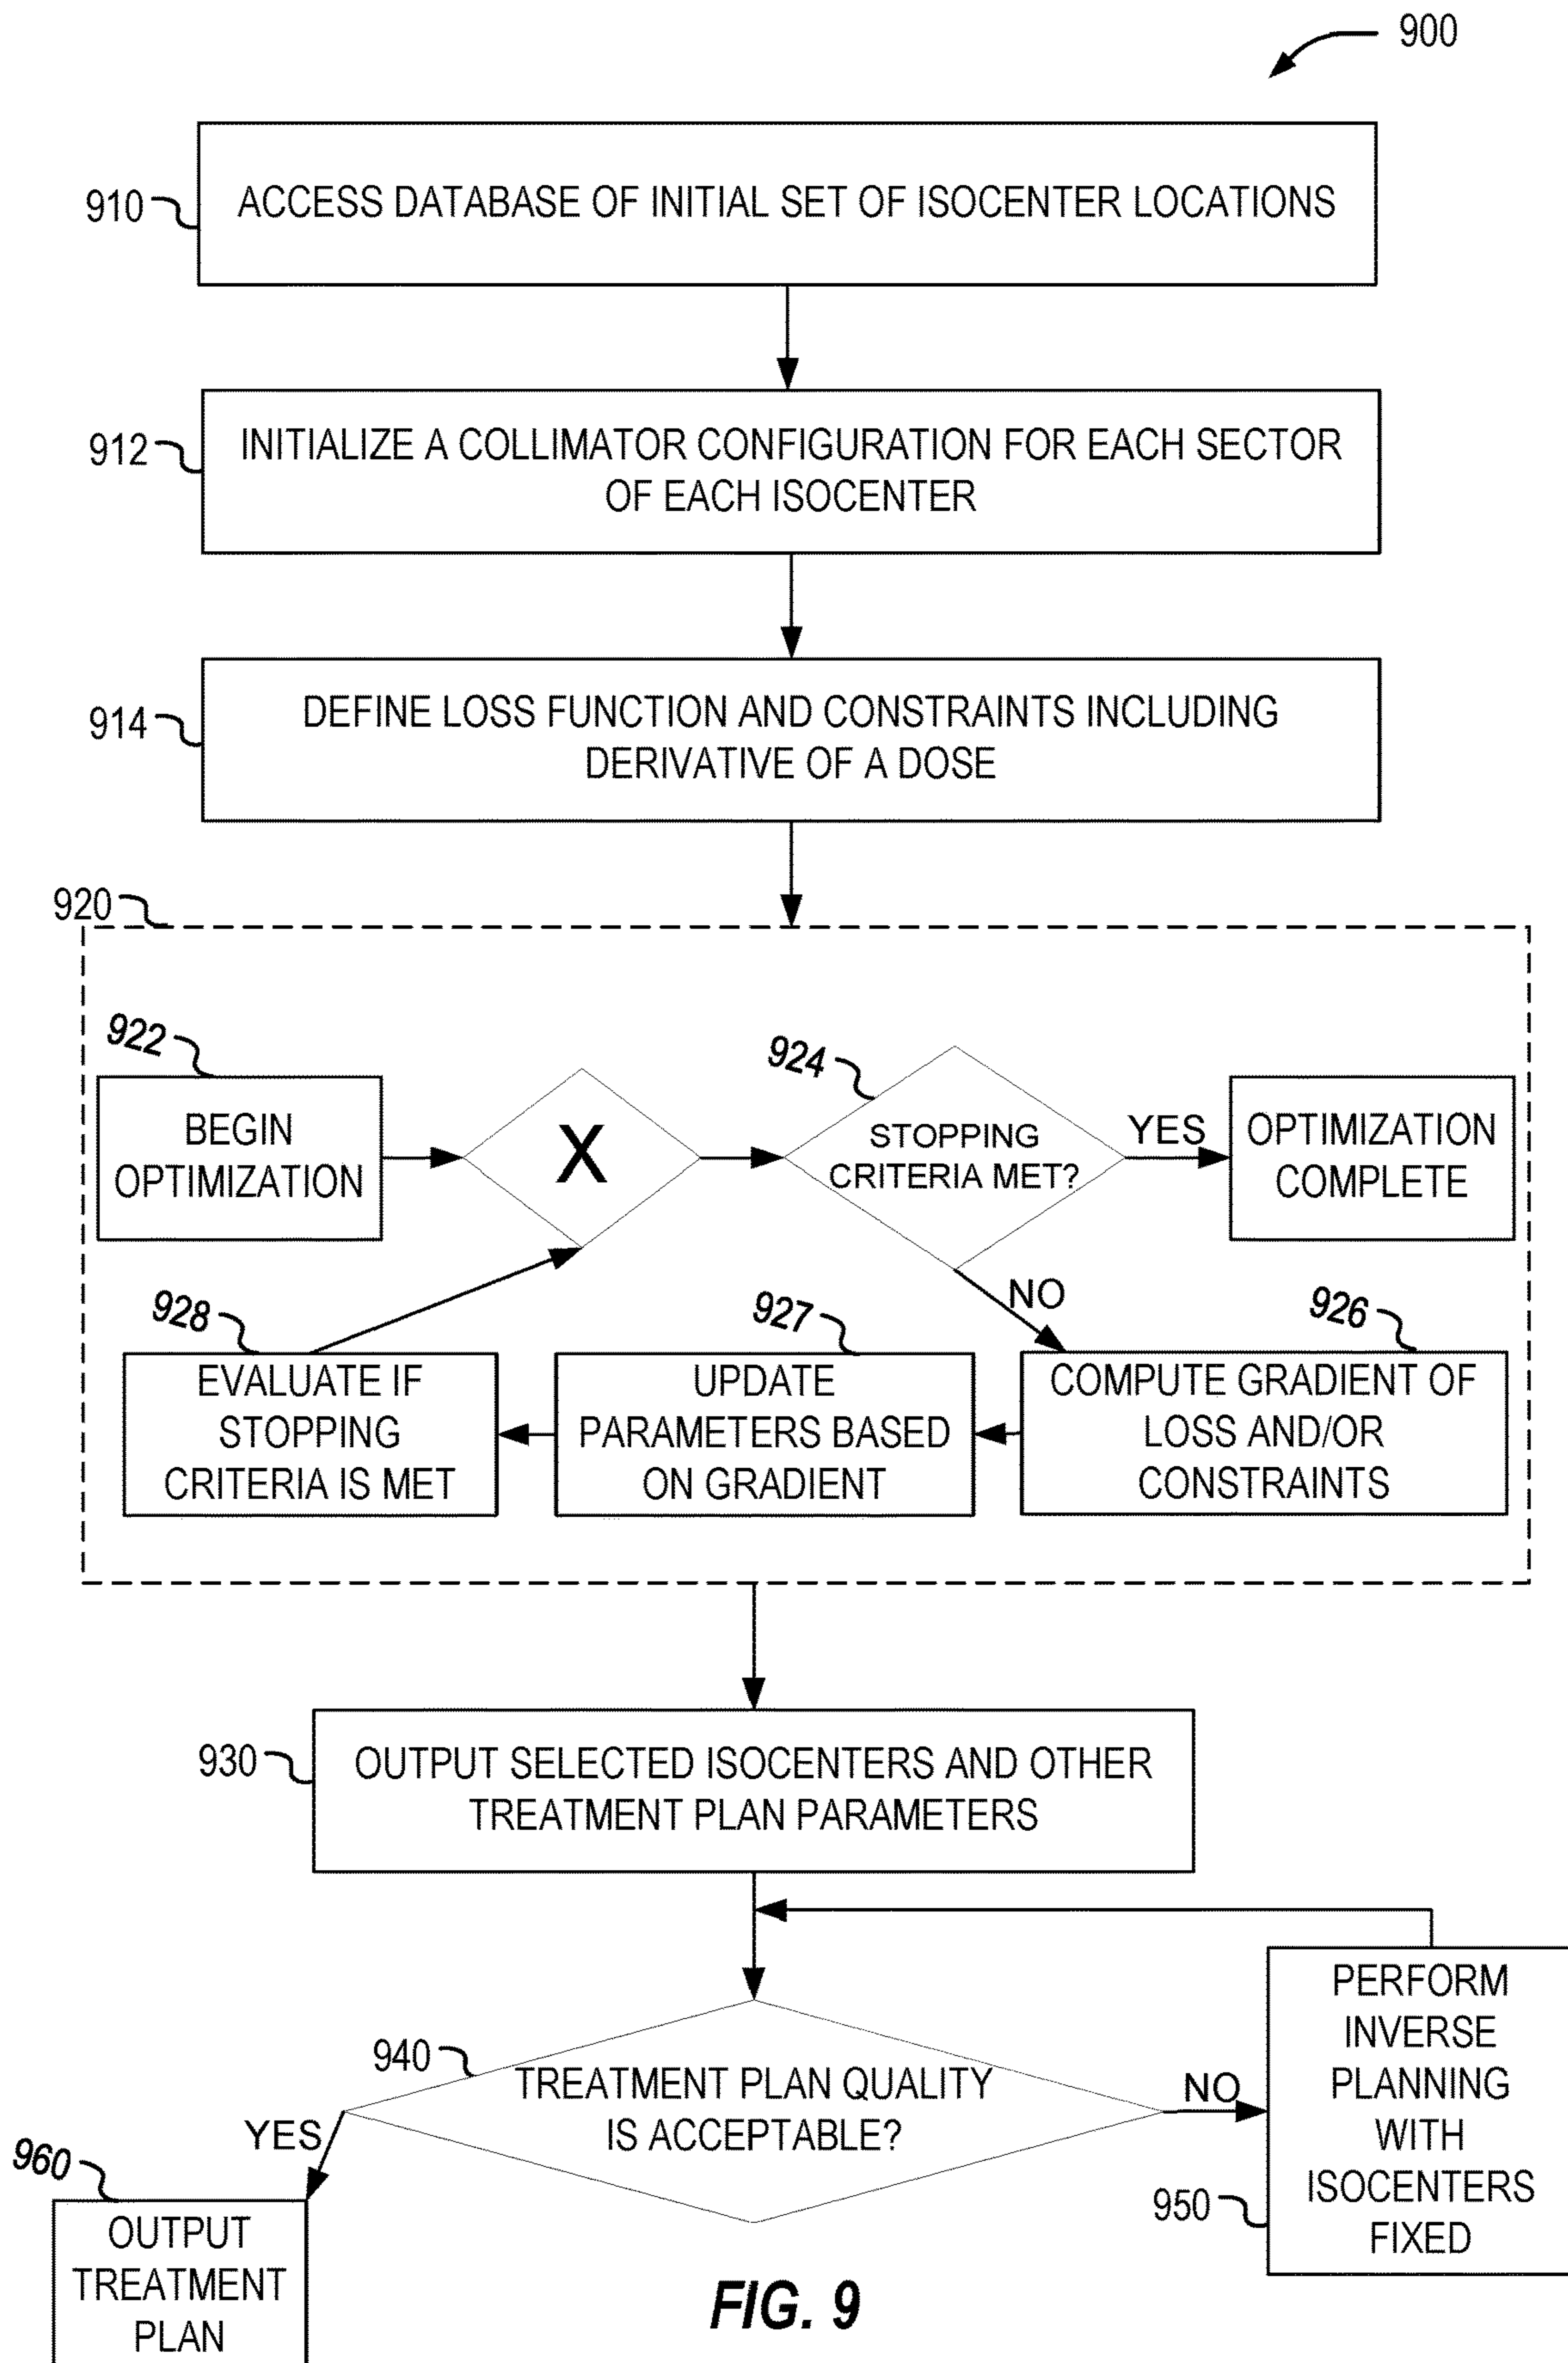 900
910
ACCESS DATABASE OF INITIAL SET OF ISOCENTER LOCATIONS
912
INITIALIZE A COLLIMATOR CONFIGURATION FOR EACH SECTOR
OF EACH ISOCENTER
914
DEFINE LOSS FUNCTION AND CONSTRAINTS INCLUDING
DERIVATIVE OF A DOSE
920
922
BEGIN
OPTIMIZATION
X
924
STOPPING
CRITERIA MET?
YES
OPTIMIZATION
COMPLETE
NO
928
EVALUATE IF
STOPPING
CRITERIA IS MET
927
UPDATE
PARAMETERS BASED
ON GRADIENT
926
COMPUTE GRADIENT OF
LOSS AND/OR
CONSTRAINTS
930
OUTPUT SELECTED ISOCENTERS AND OTHER
TREATMENT PLAN PARAMETERS
940
TREATMENT PLAN QUALITY
IS ACCEPTABLE?
NO
YES
950
PERFORM
INVERSE
PLANNING
WITH
ISOCENTERS
FIXED
960
OUTPUT
TREATMENT
PLAN
FIG. 9